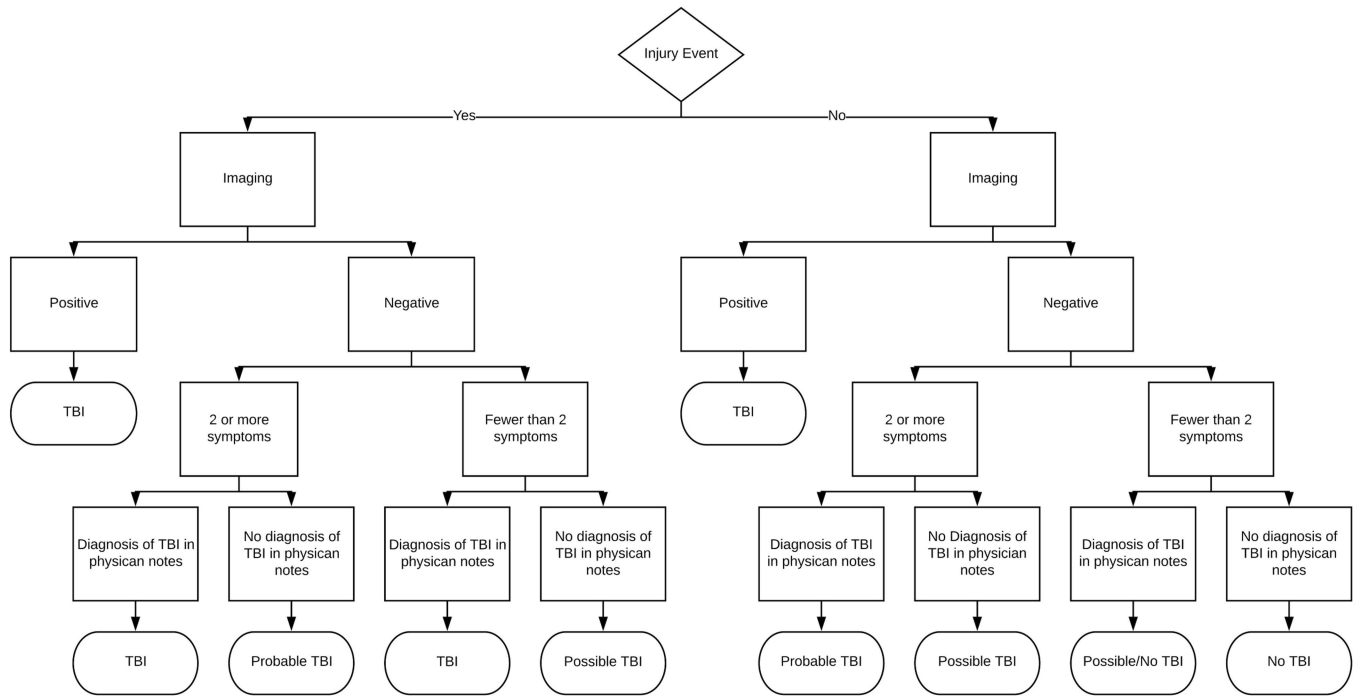 Injury Event
Yes
No
Imaging
Imaging
Positive
Negative
Positive
Negative
TBI
2 or more
symptoms
Fewer than 2
symptoms
TBI
2 or more
symptoms
Fewer than 2
symptoms
Diagnosis of TBI in
physican notes
No diagnosis of
TBI in physican
notes
Diagnosis of TBI in
physican notes
No diagnosis of
TBI in physican
notes
Diagnosis of TBI
in physican notes
No Diagnosis of
TBI in physician
notes
Diagnosis of TBI
in physican notes
No diagnosis of
TBI in physican
notes
TBI
Probable TBI
TBI
Possible TBI
Probable TBI
Possible TBI
Possible/No TBI
No TBI